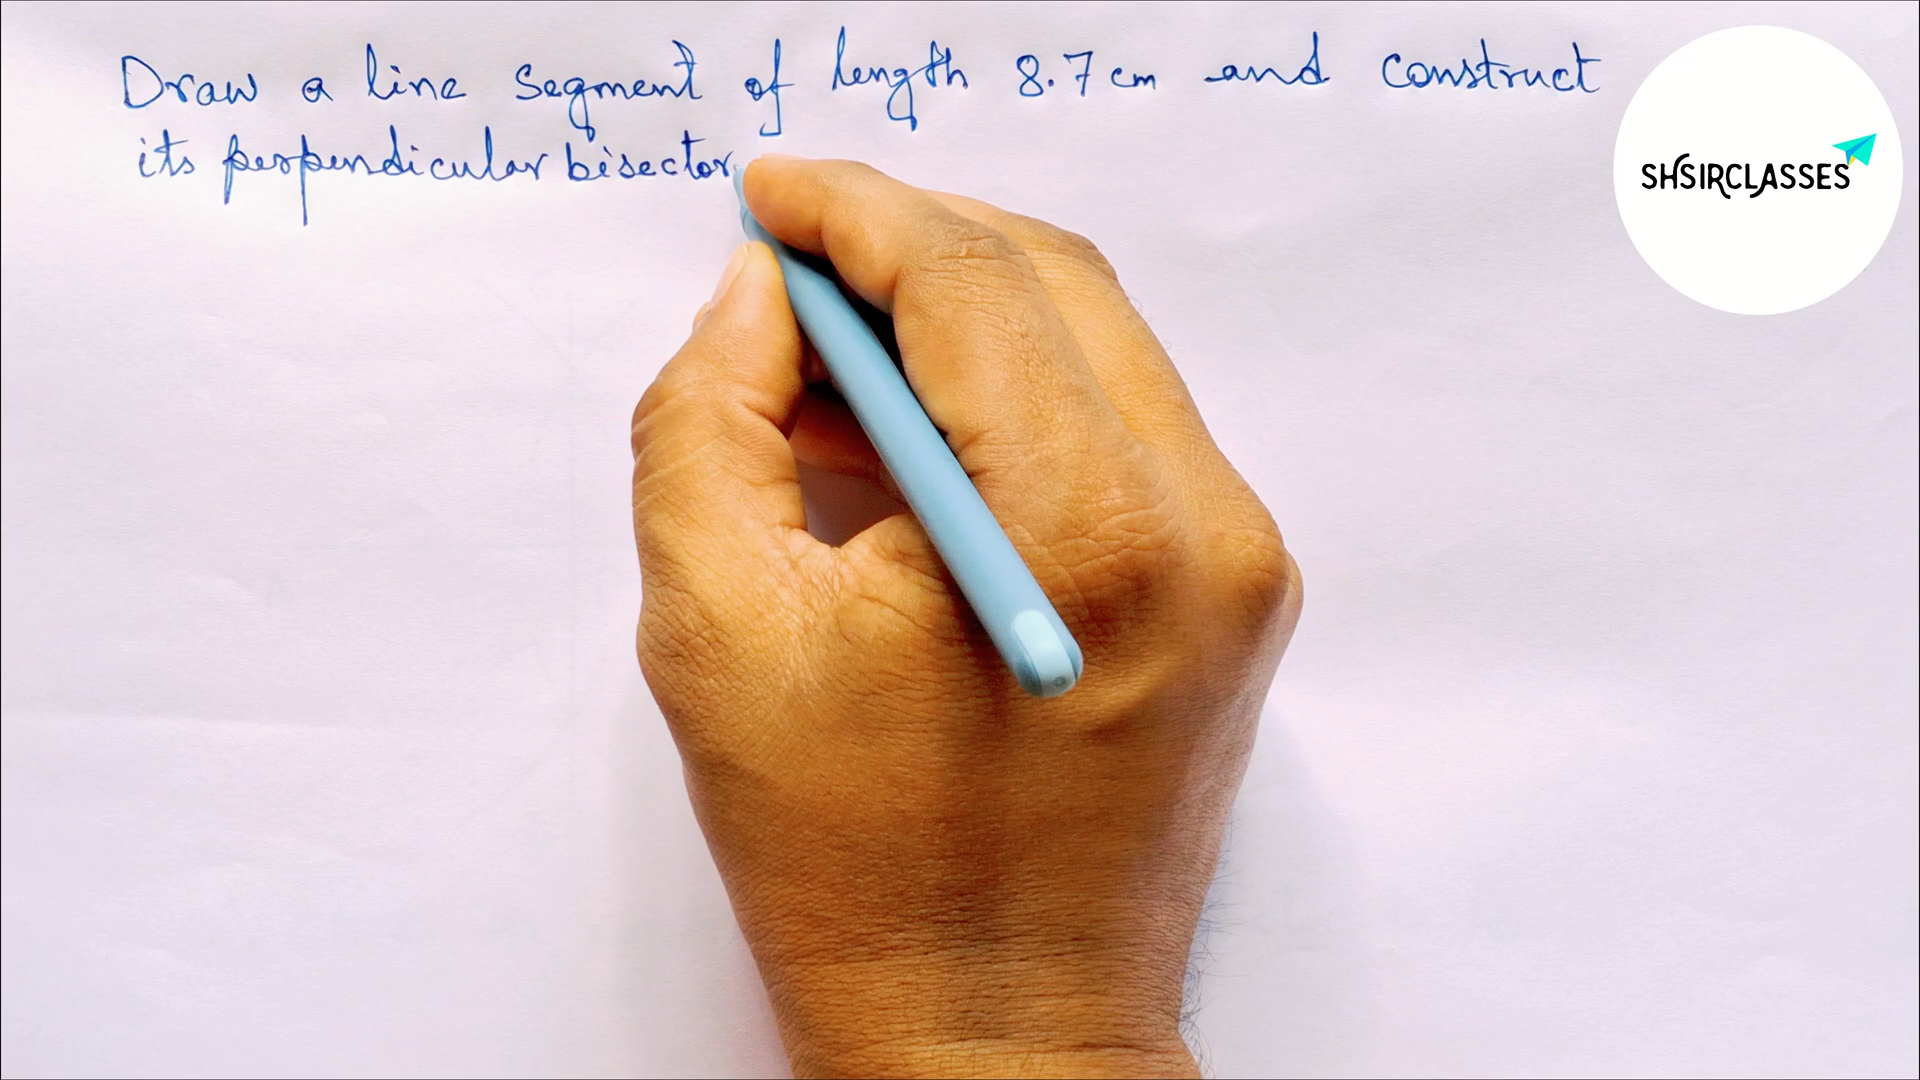 Draw a line segment of length 8.7 cm and construct
its perpendicular bisector
SHSIRCLASSES